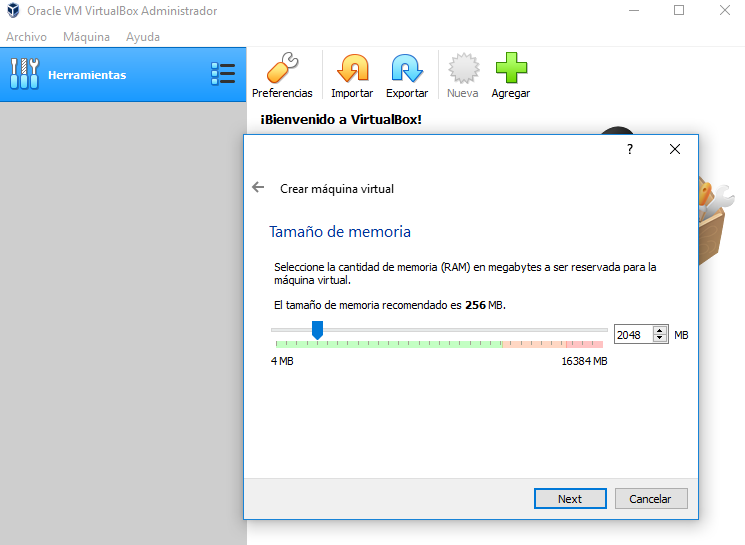 Oracle VM VirtualBox Administrador
Archivo Máquina Ayuda
Herramientas
Preferencias Importar Exportar Nueva Agregar
¡Bienvenido a VirtualBox!
?
Crear máquina virtual
Tamaño de memoria
Seleccione la cantidad de memoria (RAM) en megabytes a ser reservada para la
máquina virtual.
El tamaño de memoria recomendado es 256 MB.
2048 MB
4 MB 16384 MB
Next Cancelar